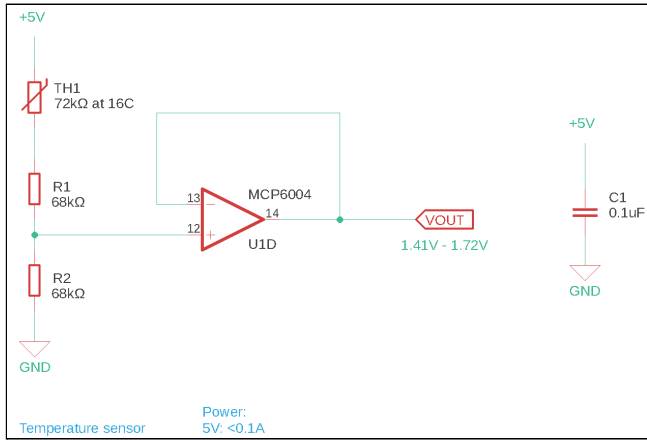 +5V
TH1
72kΩ at 16C
+5V
13
MCP6004
C1
0.1uF
R1
68kΩ
14
VOUT
12
U1D
1.41V - 1.72V
R2
68kΩ
GND
GND
Power:
Temperature sensor
5V: <0.1A